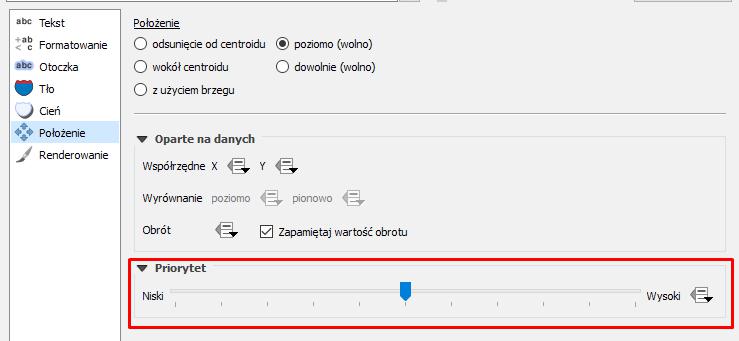 abc Tekst
+ab < c Formatowanie
abc Otoczka
Tło
Cień
Położenie
Renderowanie
Położenie
odsunięcie od centroidu poziomo (wolno)
wokół centroidu dowolnie (wolno)
z użyciem brzegu
Oparte na danych
Współrzędne X Y
Wyrównanie poziomo pionowo
Obrót Zapamiętaj wartość obrotu
Priorytet
Niski Wysoki